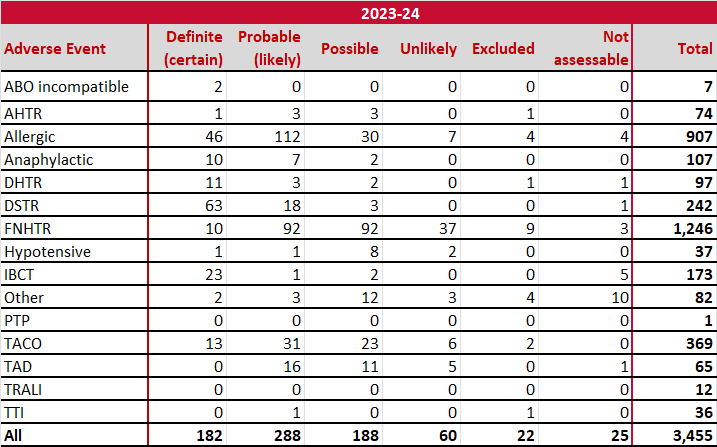 2023-24
Adverse Event Definite (certain) Probable (likely) Possible Unlikely Excluded Not assessable Total
ABO incompatible 2 0 0 0 0 0 7
AHTR 1 3 3 0 1 0 74
Allergic 46 112 30 7 4 4 907
Anaphylactic 10 7 2 0 0 0 107
DHTR 11 3 2 0 1 1 97
DSTR 63 18 3 0 0 1 242
FNHTR 10 92 92 37 9 3 1,246
Hypotensive 1 1 8 2 0 0 37
IBCT 23 1 2 0 0 5 173
Other 2 3 12 3 4 10 82
PTP 0 0 0 0 0 0 1
TACO 13 31 23 6 2 0 369
TAD 0 16 11 5 0 1 65
TRALI 0 0 0 0 0 0 12
TTI 0 1 0 0 1 0 36
All 182 288 188 60 22 25 3,455